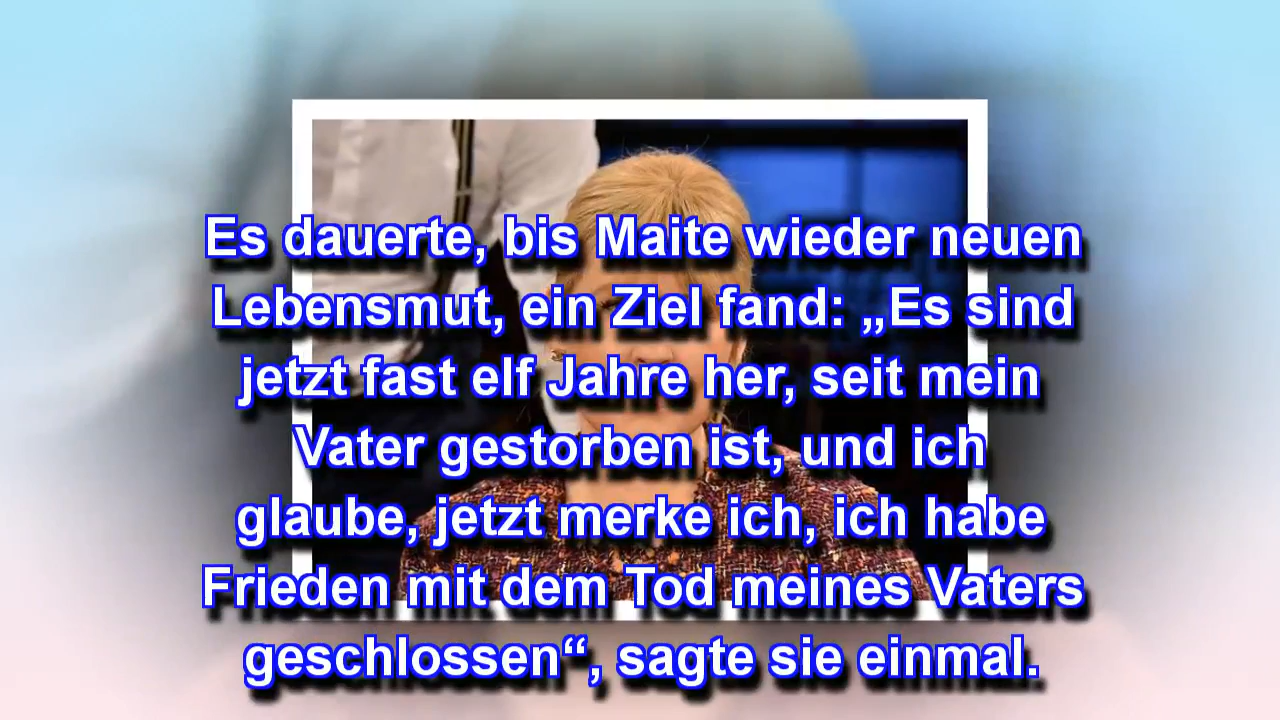 Es dauerte, bis Maite wieder neuen
Lebensmut, ein Ziel fand: „Es sind
jetzt fast elf Jahre her, seit mein
Vater gestorben ist, und ich
glaube, jetzt merke ich, ich habe
Frieden mit dem Tod meines Vaters
geschlossen“, sagte sie einmal.